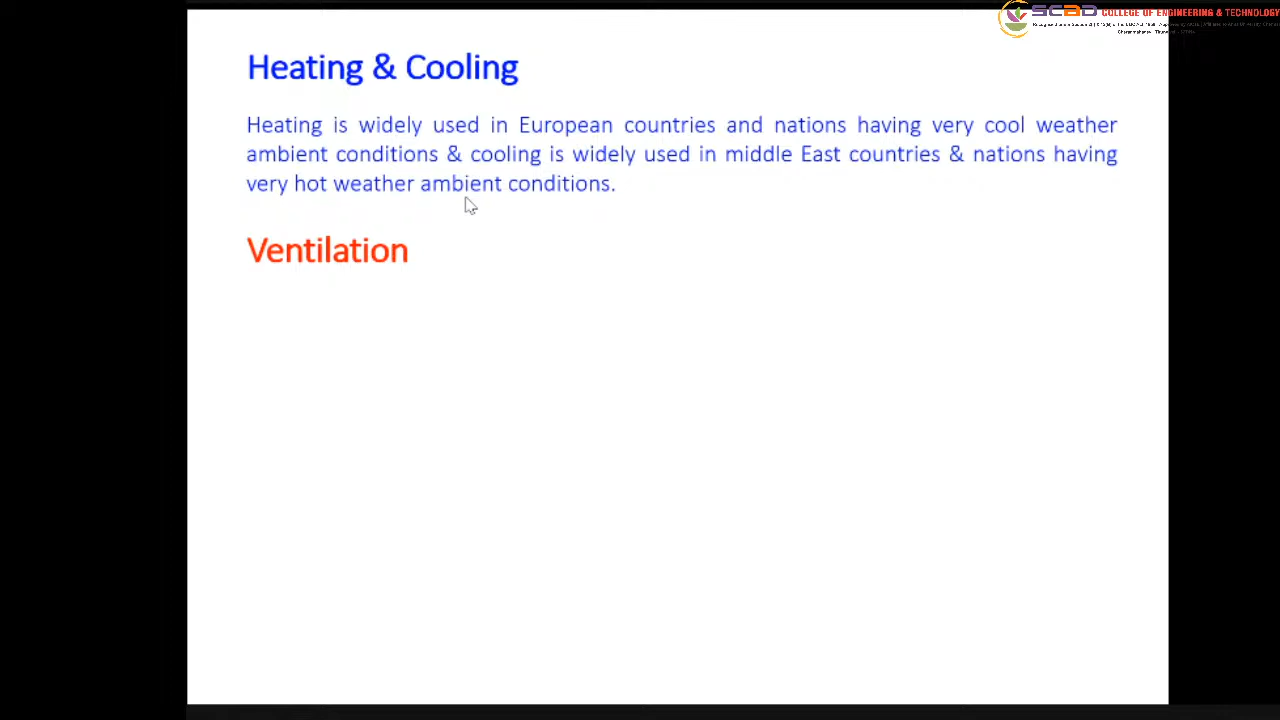 SCAD COLLEGE OF ENGINEERING & TECHNOLOGY
Heating & Cooling
Heating is widely used in European countries and nations having very cool weather
ambient conditions & cooling is widely used in middle East countries & nations having
very hot weather ambient conditions.
Ventilation